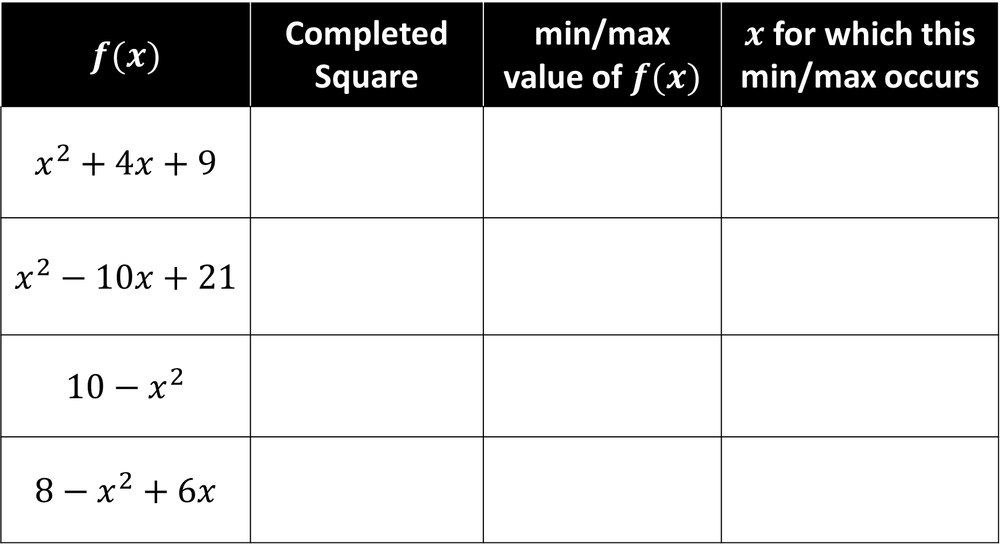 f(x)
Completed
Square
min/max
value of f(x)
x for which this
min/max occurs
x² + 4x + 9
x² − 10x + 21
10 − x²
8 − x² + 6x